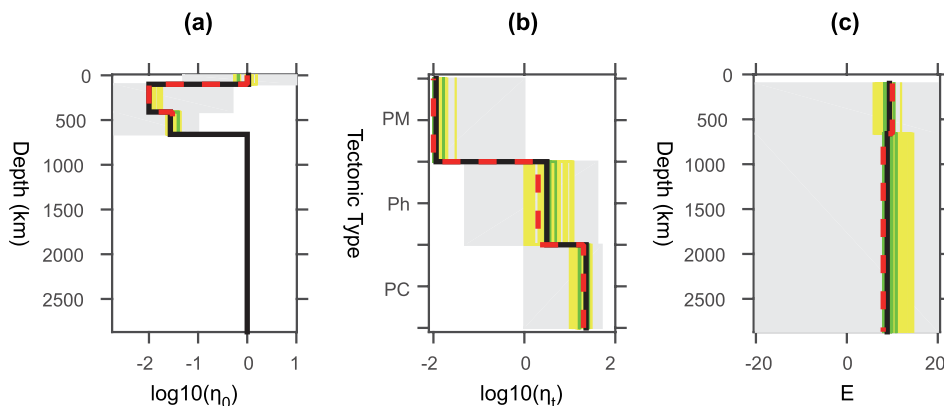 (a) (b) (c)
0 0
500 PM 500
1000 1000
1500 Ph 1500
2000 2000
2500 PC 2500
Depth (km) Tectonic Type Depth (km)
-2 -1 0 1 -2 0 2 -20 0 20
log10(η₀) log10(ηₜ) E